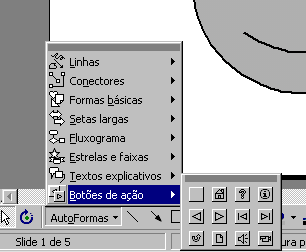 Linhas
Conectores
Formas básicas
Setas largas
Fluxograma
Estrelas e faixas
Textos explicativos
Botões de ação
AutoFormas
Slide 1 de 5